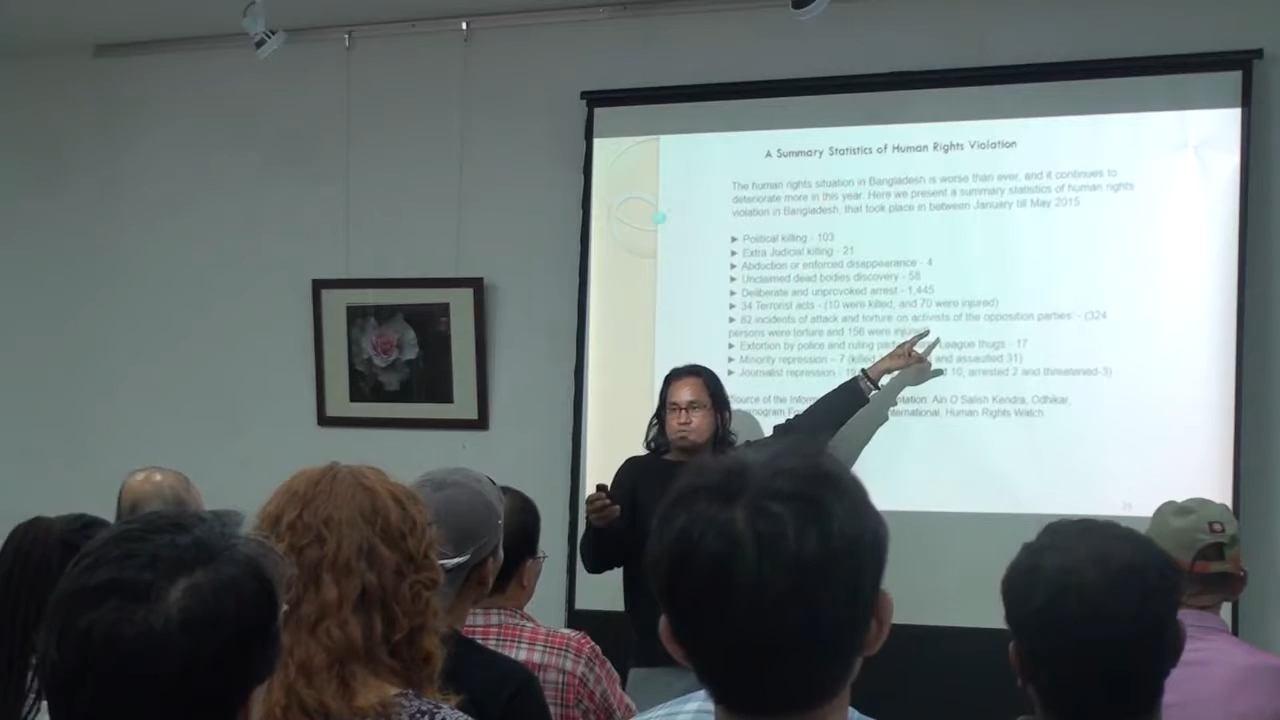 A Summary Statistics of Human Rights Violation
The human rights situation in Bangladesh is worse than ever, and it continues to
deteriorate more in this year. Here we present a summary statistics of human rights
violation in Bangladesh, that took place in between January till May 2015
► Political killing - 103
► Extra Judicial killing - 21
► Abduction or enforced disappearance - 4
► Unclaimed dead bodies discovery - 58
► Deliberate and unprovoked arrest - 1,445
► 34 Terrorist acts - (10 were killed, and 70 were injured)
► 82 incidents of attack and torture on activists of the opposition parties - (324
persons were torture and 156 were injured)
► Extortion by police and ruling League thugs - 17
► Minority repression - 7 (killed and assaulted 31)
► Journalist repression - 10, arrested 2 and threatened-3)
Source of the Ain O Salish Kendra, Odhikar,
Human Rights Watch